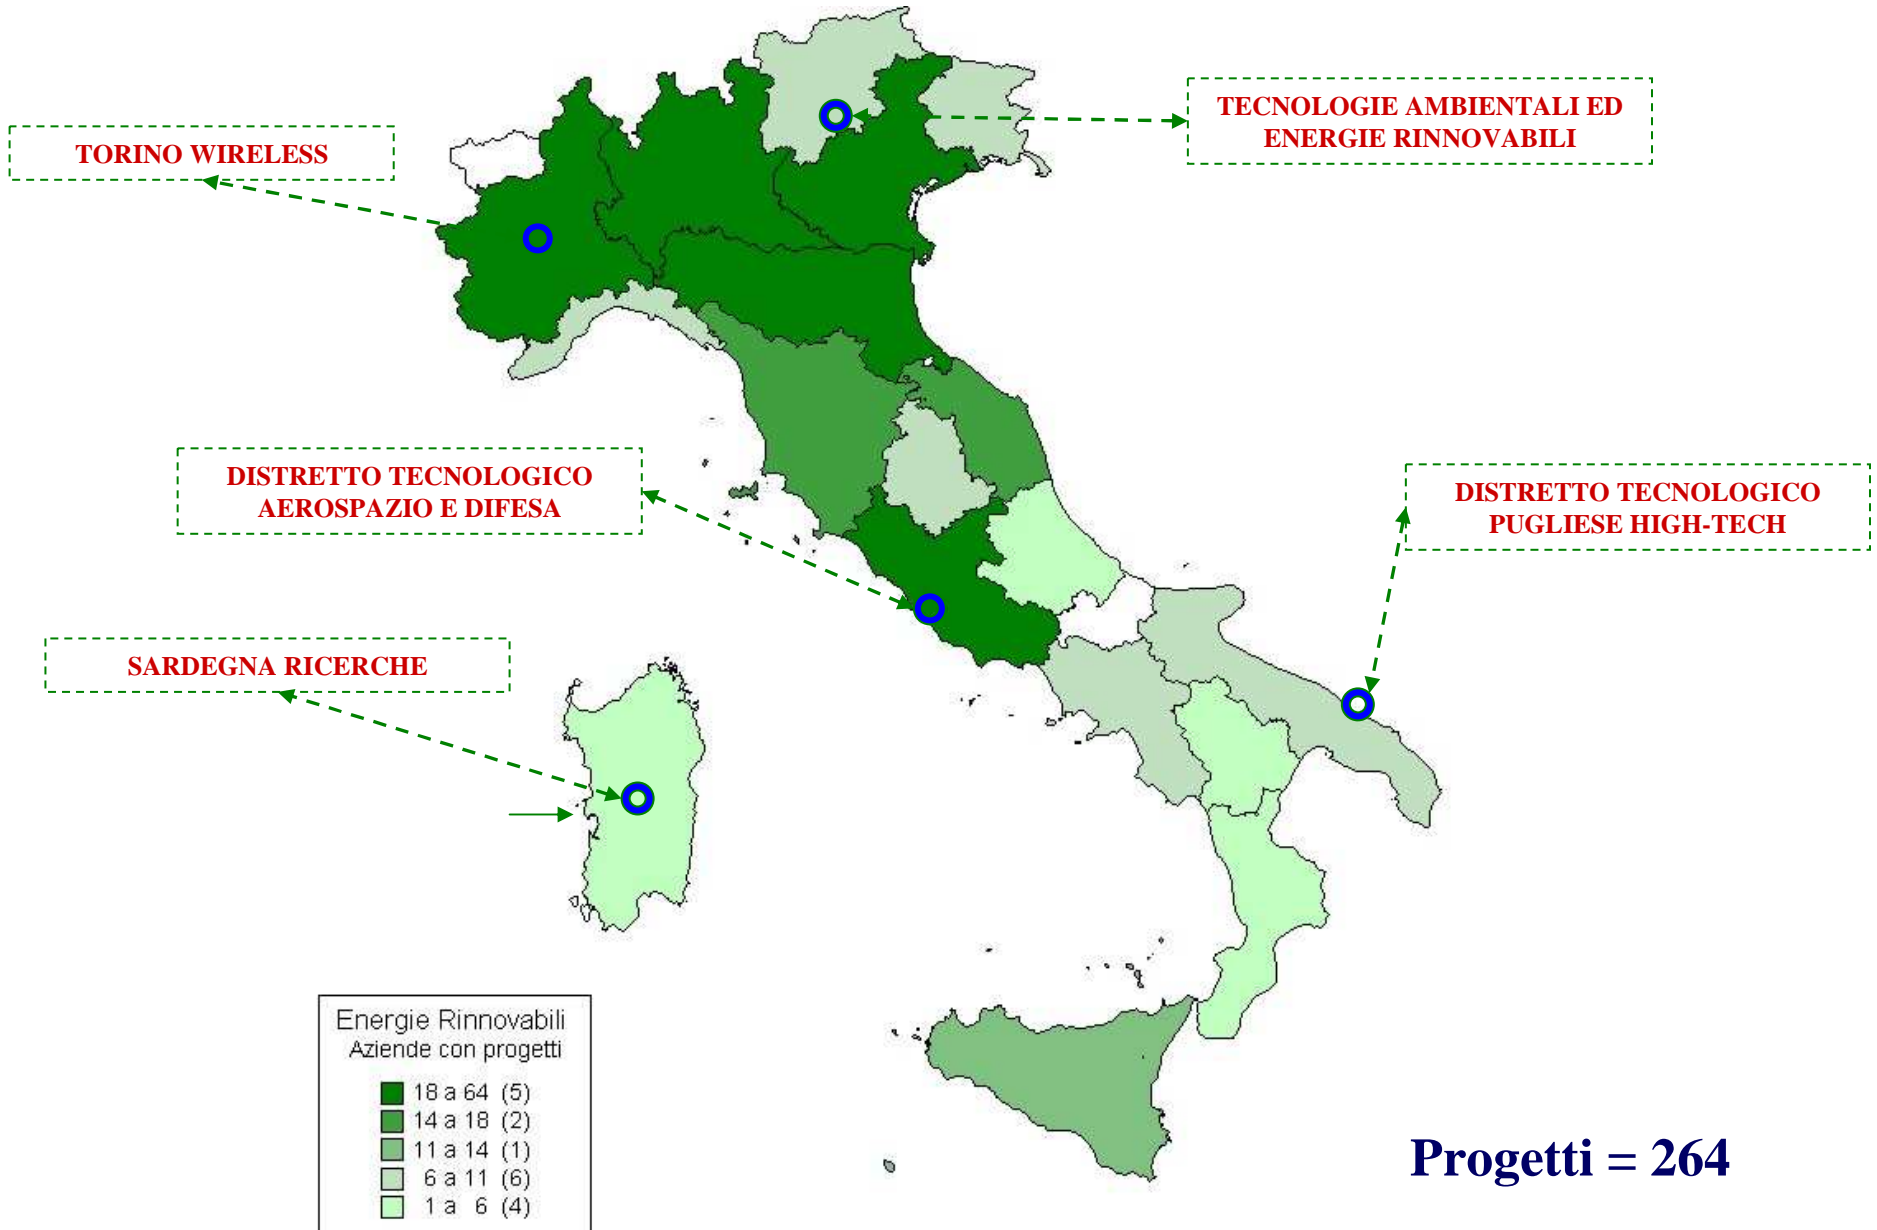 TECNOLOGIE AMBIENTALI ED
ENERGIE RINNOVABILI
TORINO WIRELESS
DISTRETTO TECNOLOGICO
AEROSPAZIO E DIFESA
DISTRETTO TECNOLOGICO
PUGLIESE HIGH-TECH
SARDEGNA RICERCHE
Energie Rinnovabili
Aziende con progetti
18 a 64 (5)
14 a 18 (2)
11 a 14 (1)
6 a 11 (6)
1 a 6 (4)
Progetti = 264